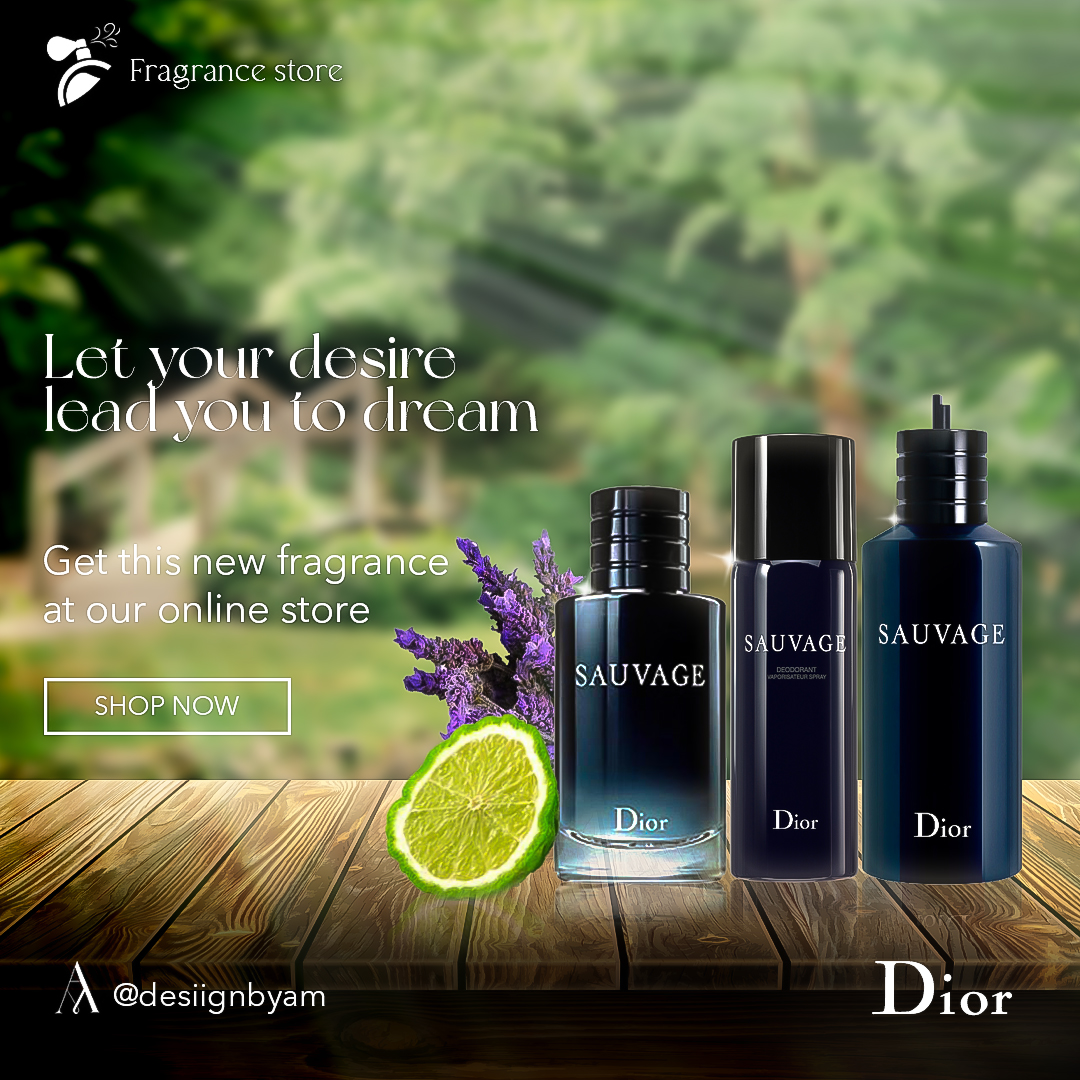 Fragrance store
Let your desire
lead you to dream
Get this new fragrance
at our online store
SHOP NOW
SAUVAGE
Dior
SAUVAGE
DEODORANT
VAPORISATEUR SPRAY
Dior
SAUVAGE
Dior
@desiignbyam
Dior